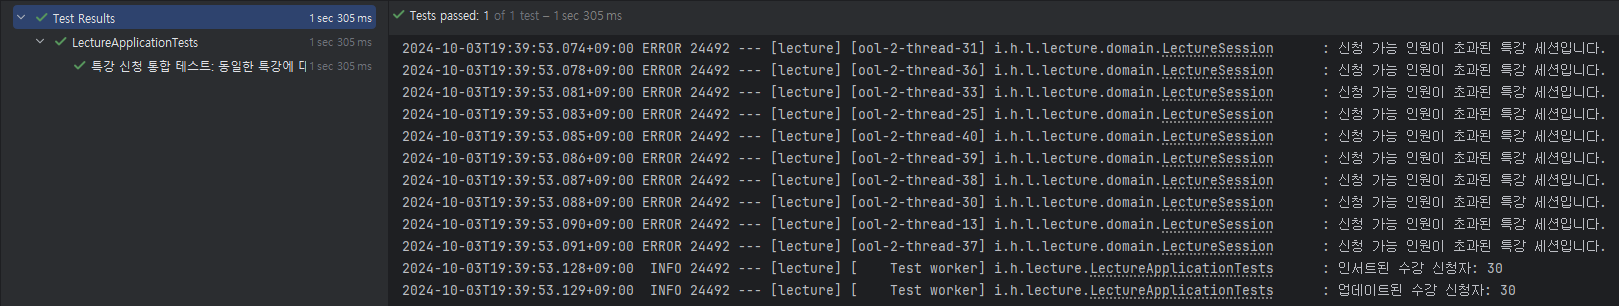 Test Results 1 sec 305 ms
LectureApplicationTests 1 sec 305 ms
특강 신청 통합 테스트: 동일한 특강에 1 sec 305 ms
Tests passed: 1 of 1 test – 1 sec 305 ms
2024-10-03T19:39:53.074+09:00 ERROR 24492 --- [lecture] [ool-2-thread-31] i.h.l.lecture.domain.LectureSession : 신청 가능 인원이 초과된 특강 세션입니다.
2024-10-03T19:39:53.078+09:00 ERROR 24492 --- [lecture] [ool-2-thread-36] i.h.l.lecture.domain.LectureSession : 신청 가능 인원이 초과된 특강 세션입니다.
2024-10-03T19:39:53.081+09:00 ERROR 24492 --- [lecture] [ool-2-thread-33] i.h.l.lecture.domain.LectureSession : 신청 가능 인원이 초과된 특강 세션입니다.
2024-10-03T19:39:53.083+09:00 ERROR 24492 --- [lecture] [ool-2-thread-25] i.h.l.lecture.domain.LectureSession : 신청 가능 인원이 초과된 특강 세션입니다.
2024-10-03T19:39:53.085+09:00 ERROR 24492 --- [lecture] [ool-2-thread-40] i.h.l.lecture.domain.LectureSession : 신청 가능 인원이 초과된 특강 세션입니다.
2024-10-03T19:39:53.086+09:00 ERROR 24492 --- [lecture] [ool-2-thread-39] i.h.l.lecture.domain.LectureSession : 신청 가능 인원이 초과된 특강 세션입니다.
2024-10-03T19:39:53.087+09:00 ERROR 24492 --- [lecture] [ool-2-thread-38] i.h.l.lecture.domain.LectureSession : 신청 가능 인원이 초과된 특강 세션입니다.
2024-10-03T19:39:53.088+09:00 ERROR 24492 --- [lecture] [ool-2-thread-30] i.h.l.lecture.domain.LectureSession : 신청 가능 인원이 초과된 특강 세션입니다.
2024-10-03T19:39:53.090+09:00 ERROR 24492 --- [lecture] [ool-2-thread-13] i.h.l.lecture.domain.LectureSession : 신청 가능 인원이 초과된 특강 세션입니다.
2024-10-03T19:39:53.091+09:00 ERROR 24492 --- [lecture] [ool-2-thread-37] i.h.l.lecture.domain.LectureSession : 신청 가능 인원이 초과된 특강 세션입니다.
2024-10-03T19:39:53.128+09:00 INFO 24492 --- [lecture] [ Test worker] i.h.lecture.LectureApplicationTests : 인서트된 수강 신청자: 30
2024-10-03T19:39:53.129+09:00 INFO 24492 --- [lecture] [ Test worker] i.h.lecture.LectureApplicationTests : 업데이트된 수강 신청자: 30